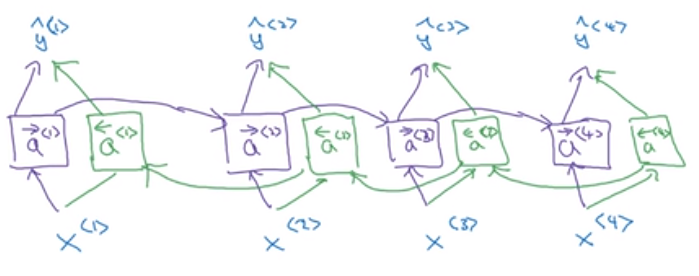 ŷ<1> ŷ<2> ŷ<3> ŷ<4>
→a<1> ←a<1> →a<2> ←a<2> →a<3> ←a<3> →a<4> ←a<4>
x<1> x<2> x<3> x<4>